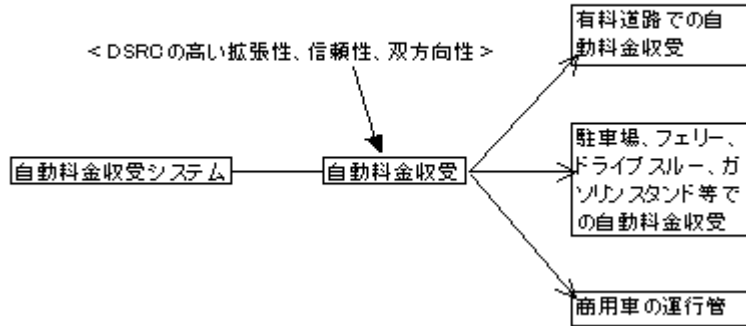 有料道路での自
動料金収受
<DSRCの高い拡張性、信頼性、双方向性>
駐車場、フェリー、
ドライブスルー、ガ
ソリンスタンド等で
の自動料金収受
自動料金収受システム
自動料金収受
商用車の運行管